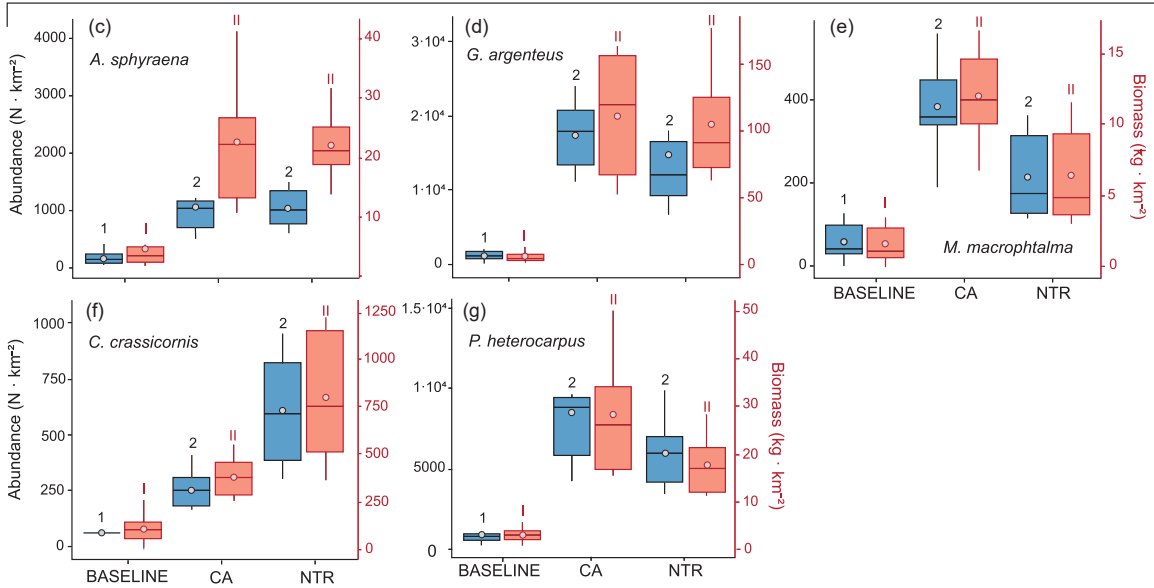 (c)
A. sphyraena
Abundance (N · km⁻²)
4000
3000
2000
1000
0
40
30
20
10
0
1
I
2
II
2
II
(d)
G. argenteus
3·10⁴
2·10⁴
1·10⁴
0
150
100
50
0
1
I
2
II
2
II
(e)
M. macrophtalma
400
200
0
15
10
5
0
Biomass (kg · km⁻²)
1
I
2
II
2
II
BASELINE
CA
NTR
(f)
C. crassicornis
Abundance (N · km⁻²)
1000
750
500
250
0
1250
1000
750
500
250
0
1
I
2
II
2
II
BASELINE
CA
NTR
(g)
P. heterocarpus
1.5·10⁴
1·10⁴
5000
0
50
40
30
20
10
0
Biomass (kg · km⁻²)
1
I
2
II
2
II
BASELINE
CA
NTR